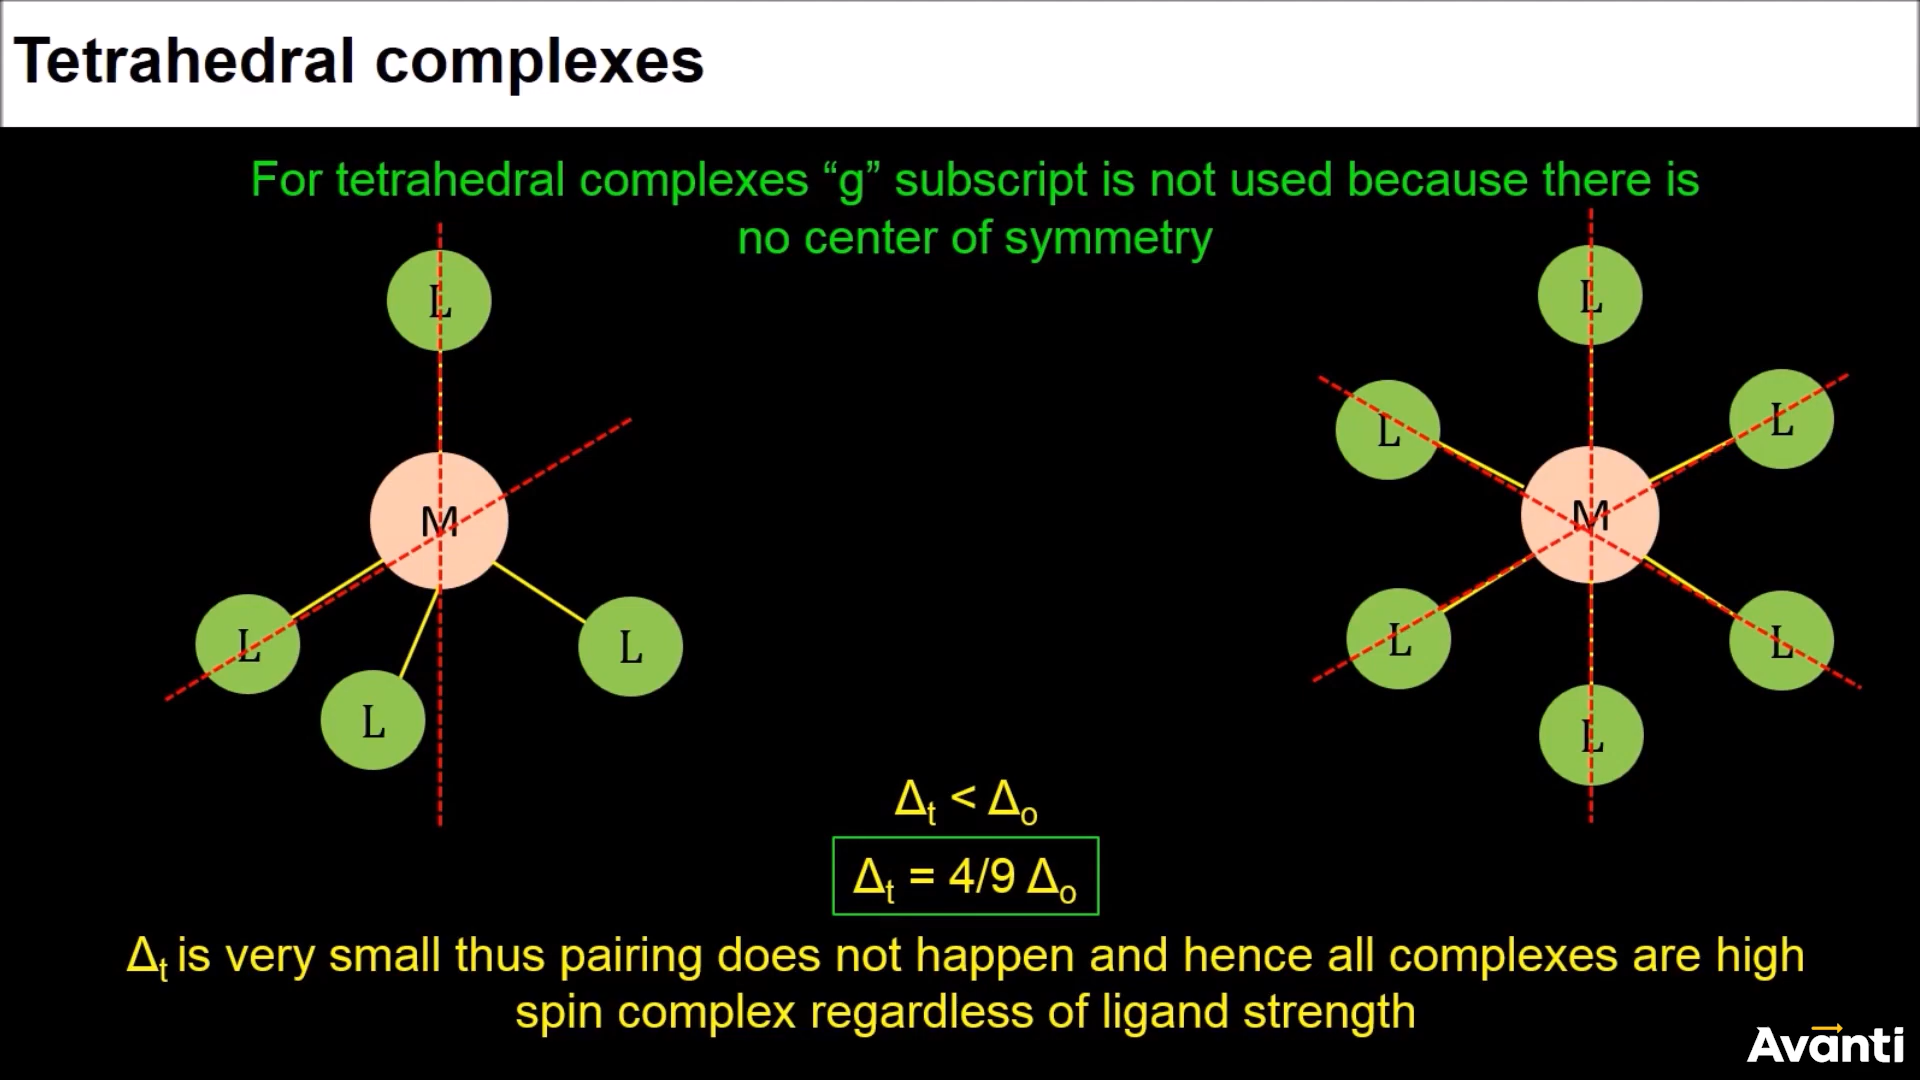 Tetrahedral complexes
For tetrahedral complexes “g” subscript is not used because there is
no center of symmetry
L
M
L
L
L
L
L
L
M
L
L
L
Δt < Δo
Δt = 4/9 Δo
Δt is very small thus pairing does not happen and hence all complexes are high
spin complex regardless of ligand strength
Avanti